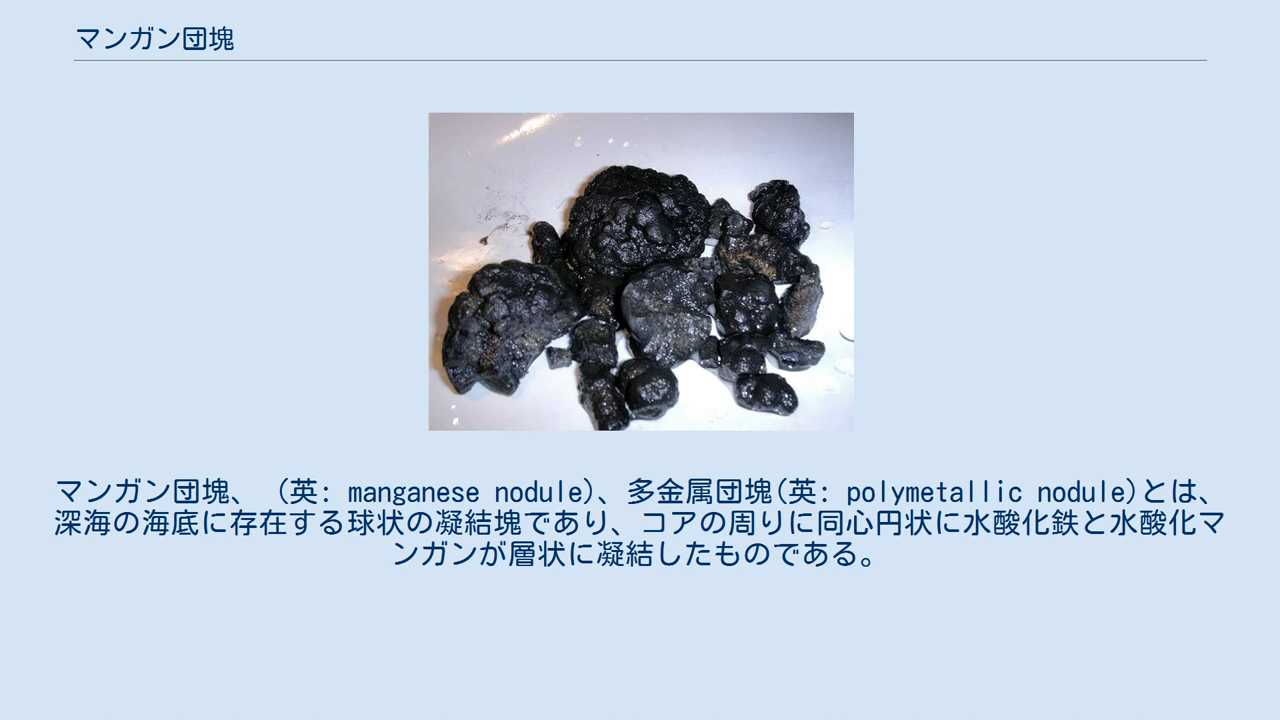 マンガン団塊
マンガン団塊、 (英: manganese nodule)、多金属団塊(英: polymetallic nodule)とは、
深海の海底に存在する球状の凝結塊であり、コアの周りに同心円状に水酸化鉄と水酸化マ
ンガンが層状に凝結したものである。